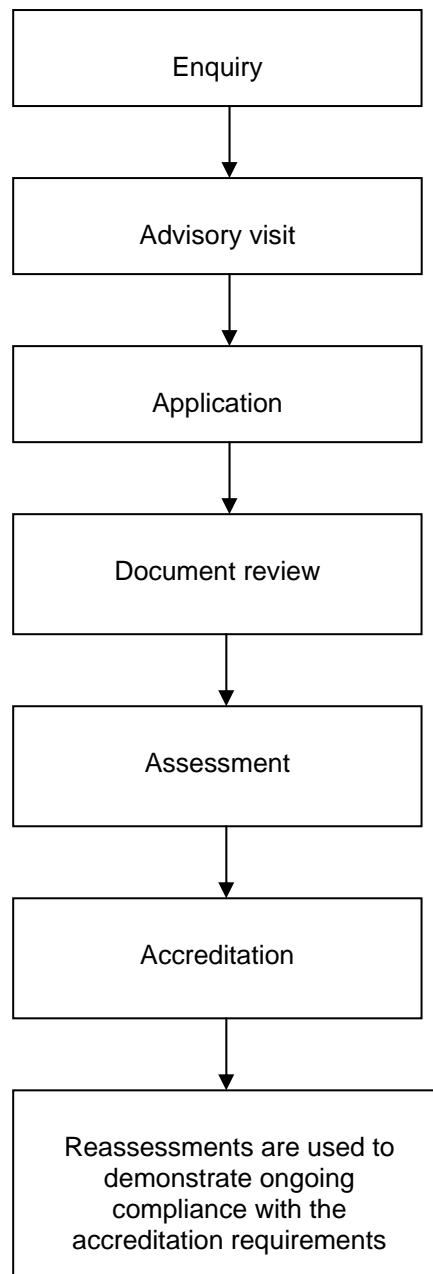 Enquiry
Advisory visit
Application
Document review
Assessment
Accreditation
Reassessments are used to
demonstrate ongoing
compliance with the
accreditation requirements